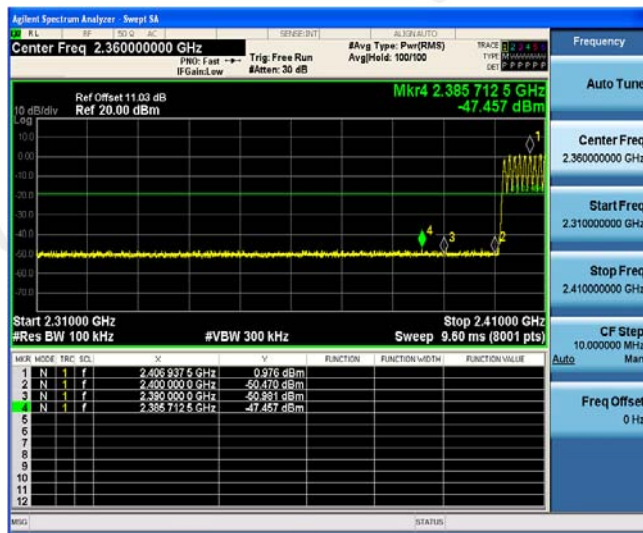 Agilent Spectrum Analyzer - Swept SA
RL RF 50 Ω AC SENSE:INT ALIGNAUTO
Center Freq 2.360000000 GHz
PNO: Fast
IFGain:Low
Trig: Free Run
#Atten: 30 dB
#Avg Type: Pwr(RMS)
Avg|Hold: 100/100
TRACE 1 2 3 4 5 6
TYPE
DET P P P P P P
Mkr4 2.385 712 5 GHz
-47.457 dBm
Ref Offset 11.03 dB
10 dB/div Ref 20.00 dBm
Log
10.0
0.00
-10.0
-20.0
-30.0
-40.0
-50.0
-60.0
-70.0
1
4
3
2
Start 2.31000 GHz Stop 2.41000 GHz
#Res BW 100 kHz #VBW 300 kHz Sweep 9.60 ms (8001 pts)
MKR MODE TRC SCL X Y FUNCTION FUNCTION WIDTH FUNCTION VALUE
1 N 1 f 2.406 937 5 GHz 0.976 dBm
2 N 1 f 2.400 000 0 GHz -50.470 dBm
3 N 1 f 2.390 000 0 GHz -50.981 dBm
4 N 1 f 2.385 712 5 GHz -47.457 dBm
5
6
7
8
9
10
11
12
MSG STATUS
Frequency
Auto Tune
Center Freq
2.360000000 GHz
Start Freq
2.310000000 GHz
Stop Freq
2.410000000 GHz
CF Step
10.000000 MHz
Auto Man
Freq Offset
0 Hz